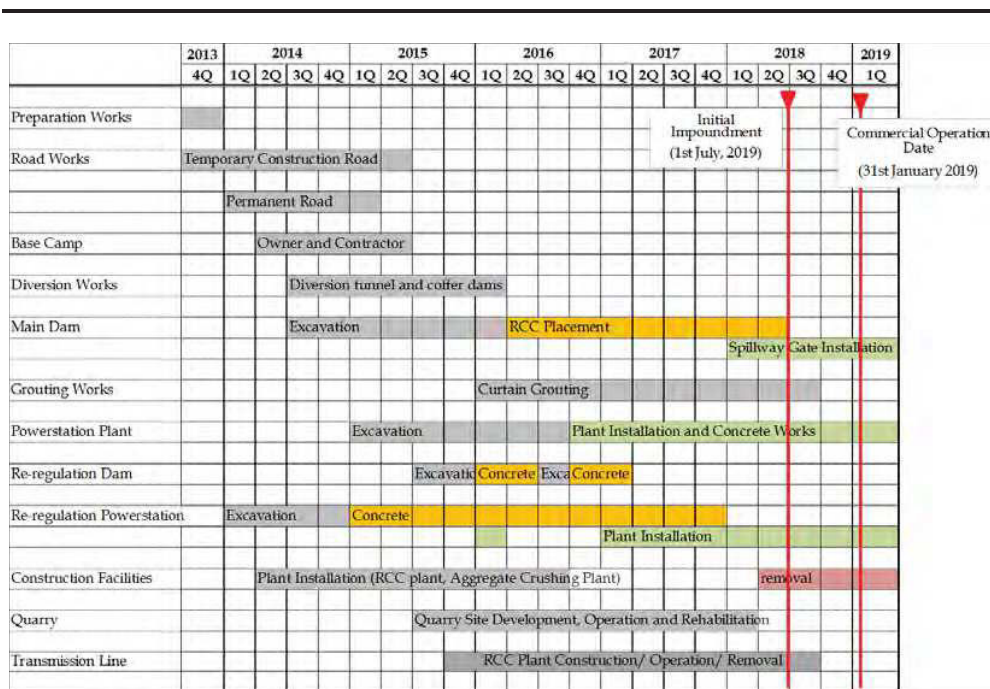 2013 2014 2015 2016 2017 2018 2019
4Q 1Q 2Q 3Q 4Q 1Q 2Q 3Q 4Q 1Q 2Q 3Q 4Q 1Q 2Q 3Q 4Q 1Q 2Q 3Q 4Q 1Q
Preparation Works
Initial
Impoundment
(1st July, 2019)
Commercial Operation
Date
(31st January 2019)
Road Works
Temporary Construction Road
Permanent Road
Base Camp
Owner and Contractor
Diversion Works
Diversion tunnel and coffer dams
Main Dam
Excavation
RCC Placement
Spillway Gate Installation
Grouting Works
Curtain Grouting
Powerstation Plant
Excavation
Plant Installation and Concrete Works
Re-regulation Dam
Excavatic
Concrete
Exca
Concrete
Re-regulation Powerstation
Excavation
Concrete
Plant Installation
Construction Facilities
Plant Installation (RCC plant, Aggregate Crushing Plant)
removal
Quarry
Quarry Site Development, Operation and Rehabilitation
Transmission Line
RCC Plant Construction/ Operation/ Removal